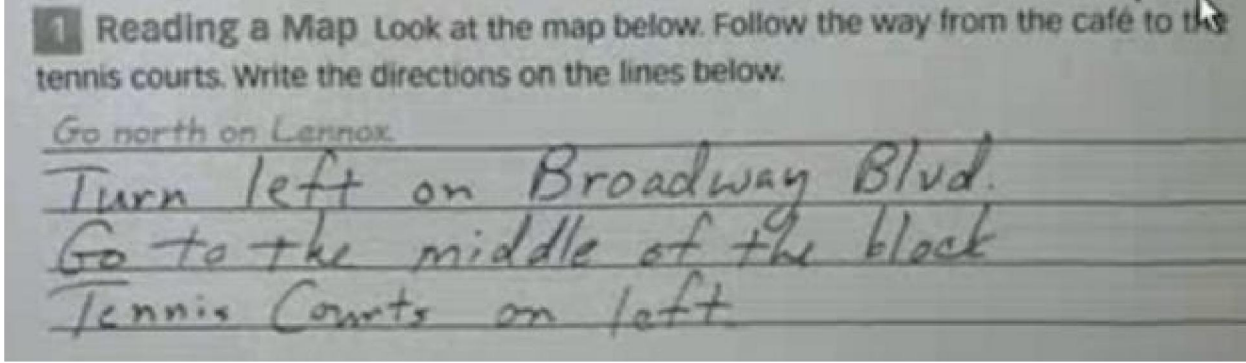 1 Reading a Map Look at the map below. Follow the way from the café to the
tennis courts. Write the directions on the lines below.
Go north on Lennox
Turn left on Broadway Blvd.
Go to the middle of the block
Tennis Courts on left